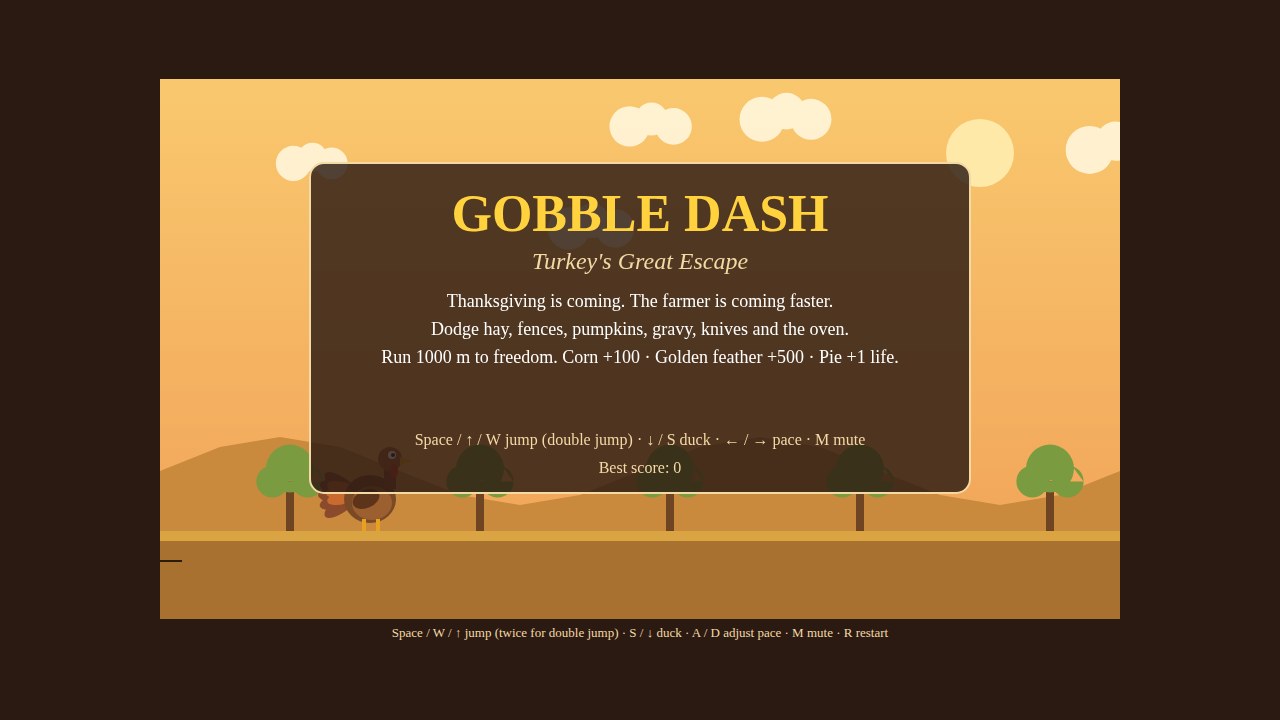 GOBBLE DASH
Turkey's Great Escape
Thanksgiving is coming. The farmer is coming faster.
Dodge hay, fences, pumpkins, gravy, knives and the oven.
Run 1000 m to freedom. Corn +100 · Golden feather +500 · Pie +1 life.
Space / ↑ / W jump (double jump) · ↓ / S duck · ← / → pace · M mute
Best score: 0
Space / W / ↑ jump (twice for double jump) · S / ↓ duck · A / D adjust pace · M mute · R restart